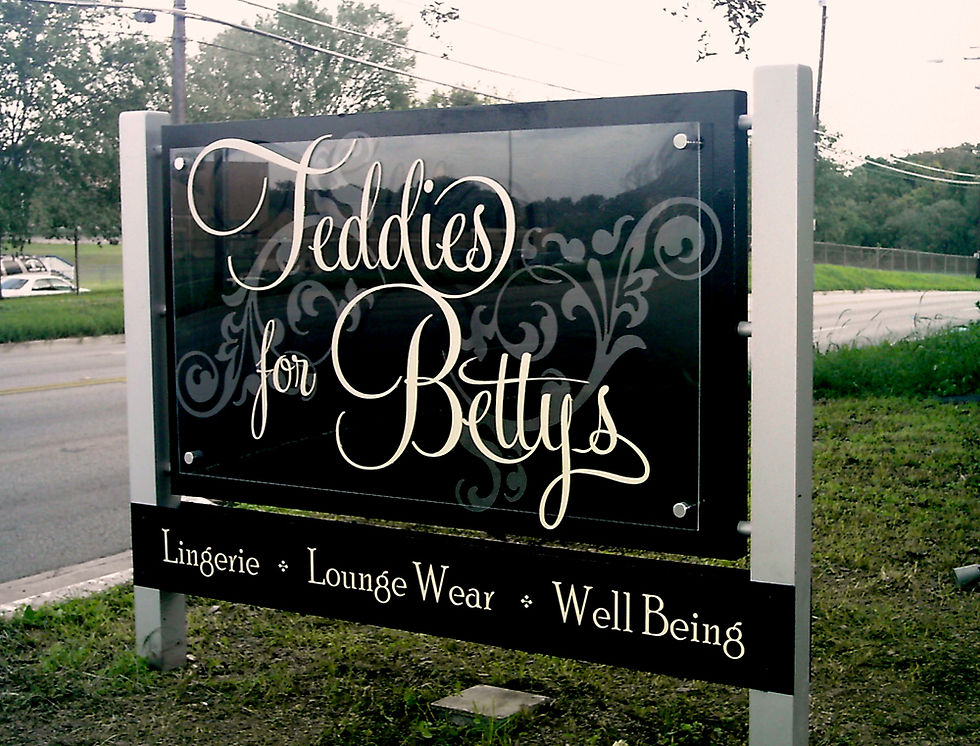 Teddies
for Bettys
Lingerie Lounge Wear Well Being